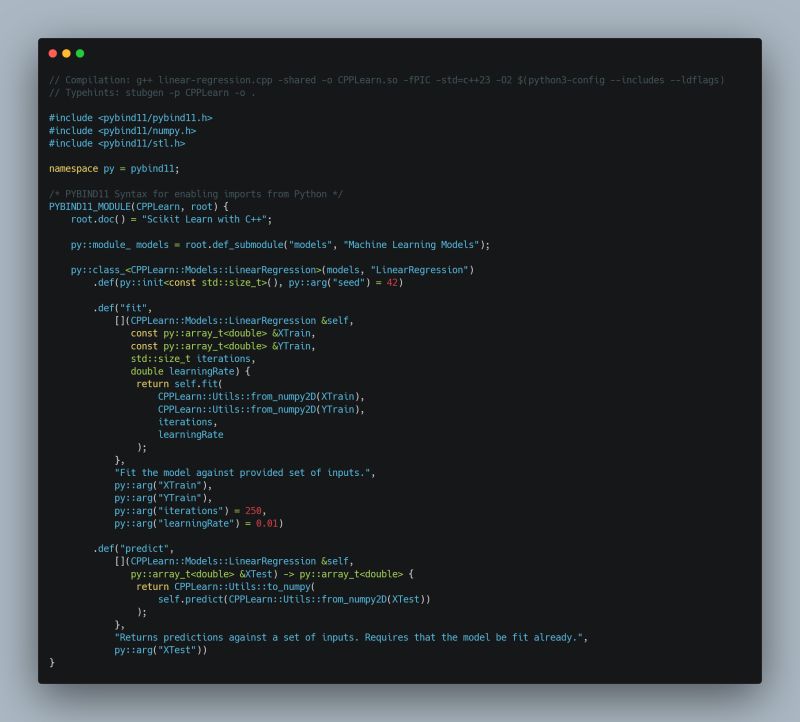 // Compilation: g++ linear-regression.cpp -shared -o CPPLearn.so -fPIC -std=c++23 -O2 $(python3-config --includes --ldflags)
// Typehints: stubgen -p CPPLearn -o .
#include <pybind11/pybind11.h>
#include <pybind11/numpy.h>
#include <pybind11/stl.h>
namespace py = pybind11;
/* PYBIND11 Syntax for enabling imports from Python */
PYBIND11_MODULE(CPPLearn, root) {
    root.doc() = "Scikit Learn with C++";
    py::module_ models = root.def_submodule("models", "Machine Learning Models");
    py::class_<CPPLearn::Models::LinearRegression>(models, "LinearRegression")
        .def(py::init<const std::size_t>(), py::arg("seed") = 42)
        .def("fit",
            [](CPPLearn::Models::LinearRegression &self,
               const py::array_t<double> &XTrain,
               const py::array_t<double> &YTrain,
               std::size_t iterations,
               double learningRate) {
                return self.fit(
                    CPPLearn::Utils::from_numpy2D(XTrain),
                    CPPLearn::Utils::from_numpy2D(YTrain),
                    iterations,
                    learningRate
                );
            },
            "Fit the model against provided set of inputs.",
            py::arg("XTrain"),
            py::arg("YTrain"),
            py::arg("iterations") = 250,
            py::arg("learningRate") = 0.01)
        .def("predict",
            [](CPPLearn::Models::LinearRegression &self,
               py::array_t<double> &XTest) -> py::array_t<double> {
                return CPPLearn::Utils::to_numpy(
                    self.predict(CPPLearn::Utils::from_numpy2D(XTest))
                );
            },
            "Returns predictions against a set of inputs. Requires that the model be fit already.",
            py::arg("XTest"))
}